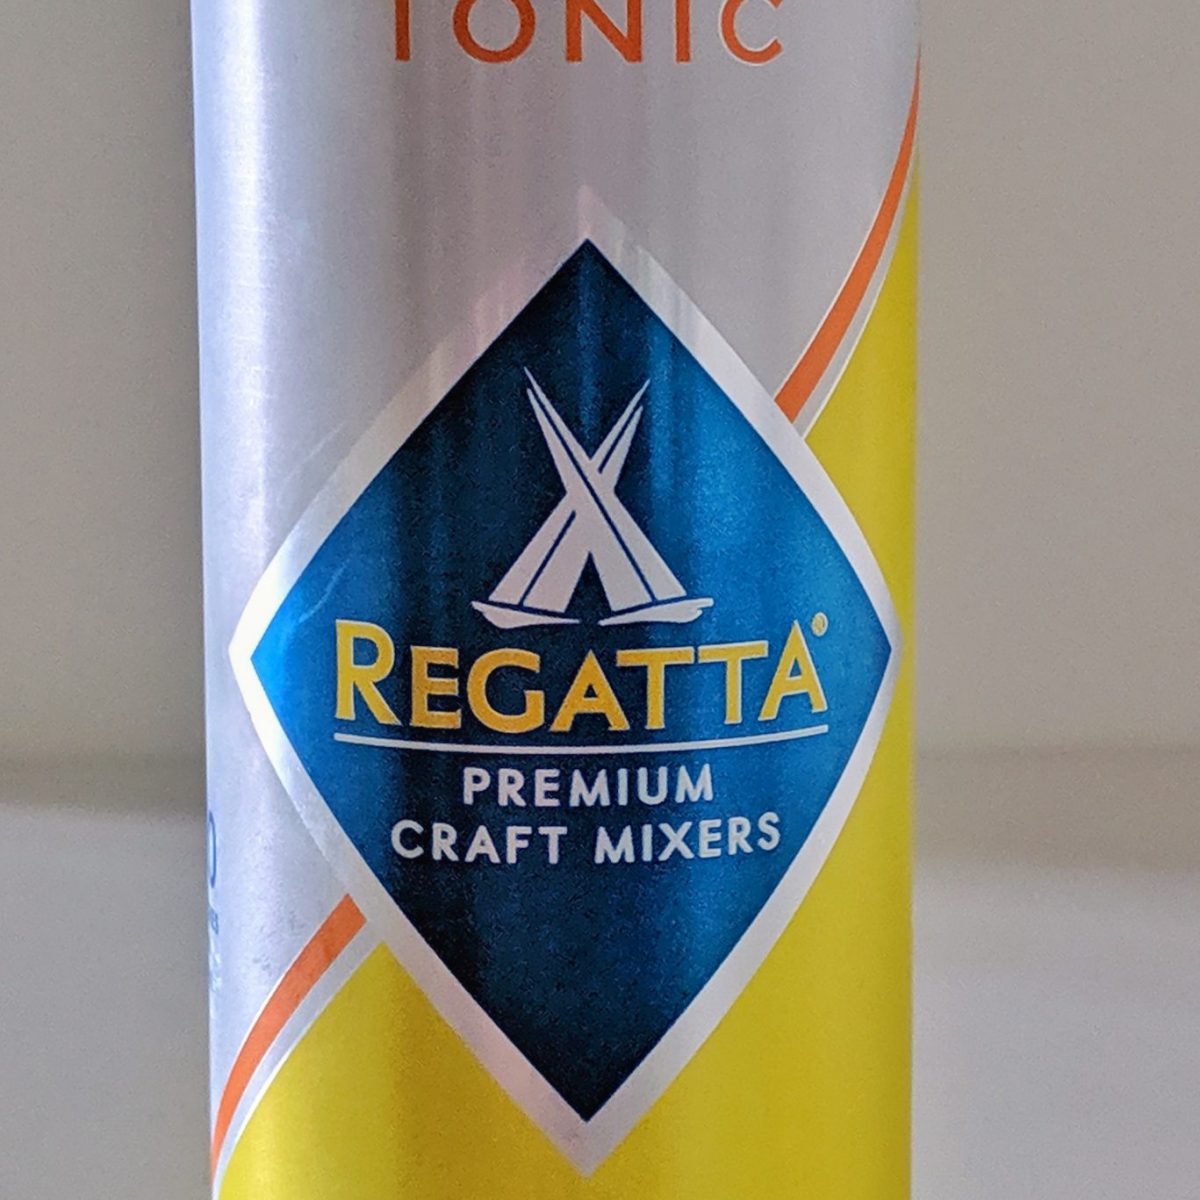 TONIC
REGATTA®
PREMIUM
CRAFT MIXERS